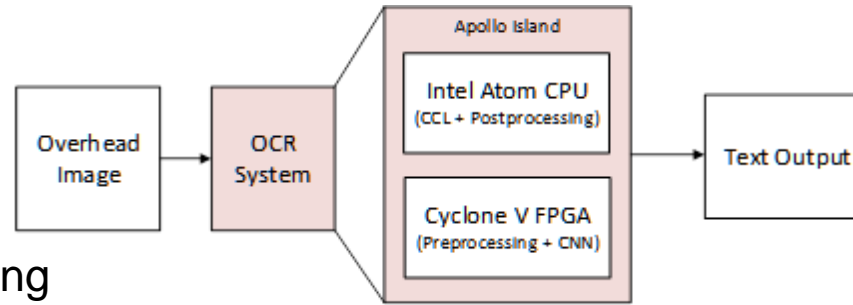 Apollo Island
Overhead
Image
OCR
System
Intel Atom CPU
(CCL + Postprocessing)
Cyclone V FPGA
(Preprocessing + CNN)
Text Output
ng